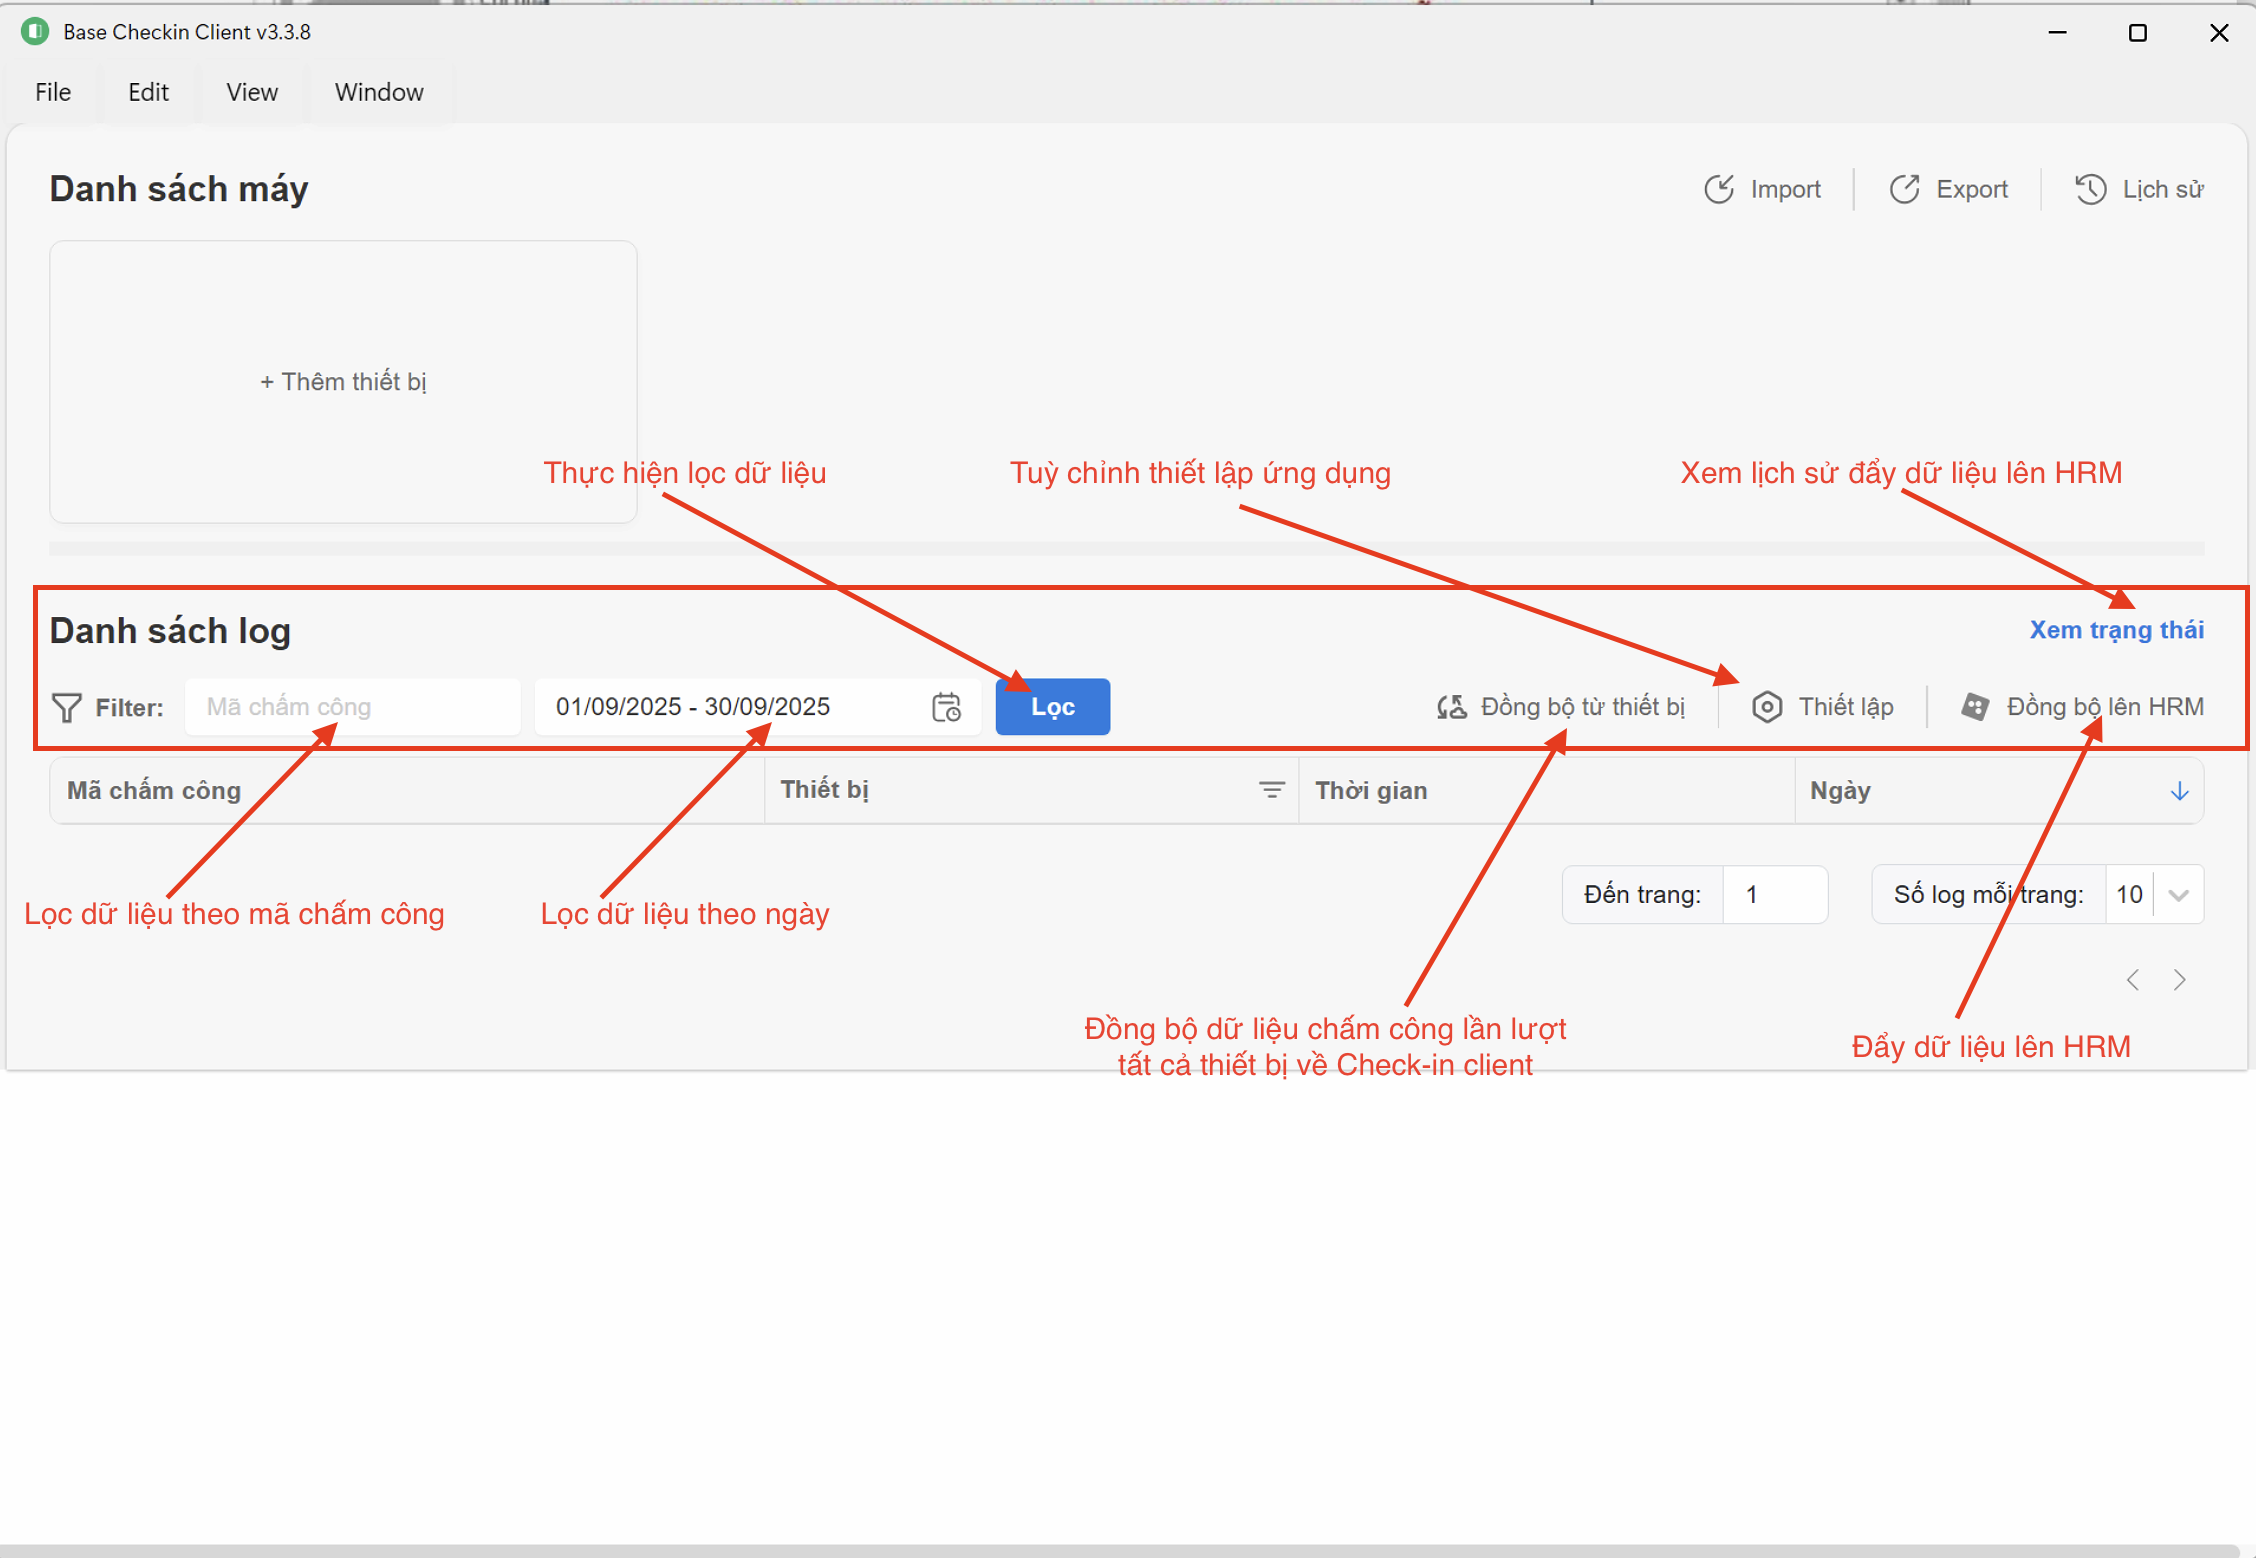 Base Checkin Client v3.3.8
File Edit View Window
Danh sách máy
Import Export Lịch sử
+ Thêm thiết bị
Thực hiện lọc dữ liệu
Tuỳ chỉnh thiết lập ứng dụng
Xem lịch sử đẩy dữ liệu lên HRM
Danh sách log
Xem trạng thái
Filter: Mã chấm công 01/09/2025 - 30/09/2025 Lọc Đồng bộ từ thiết bị Thiết lập Đồng bộ lên HRM
Mã chấm công Thiết bị Thời gian Ngày
Đến trang: 1 Số log mỗi trang: 10
Lọc dữ liệu theo mã chấm công
Lọc dữ liệu theo ngày
Đồng bộ dữ liệu chấm công lần lượt
tất cả thiết bị về Check-in client
Đẩy dữ liệu lên HRM